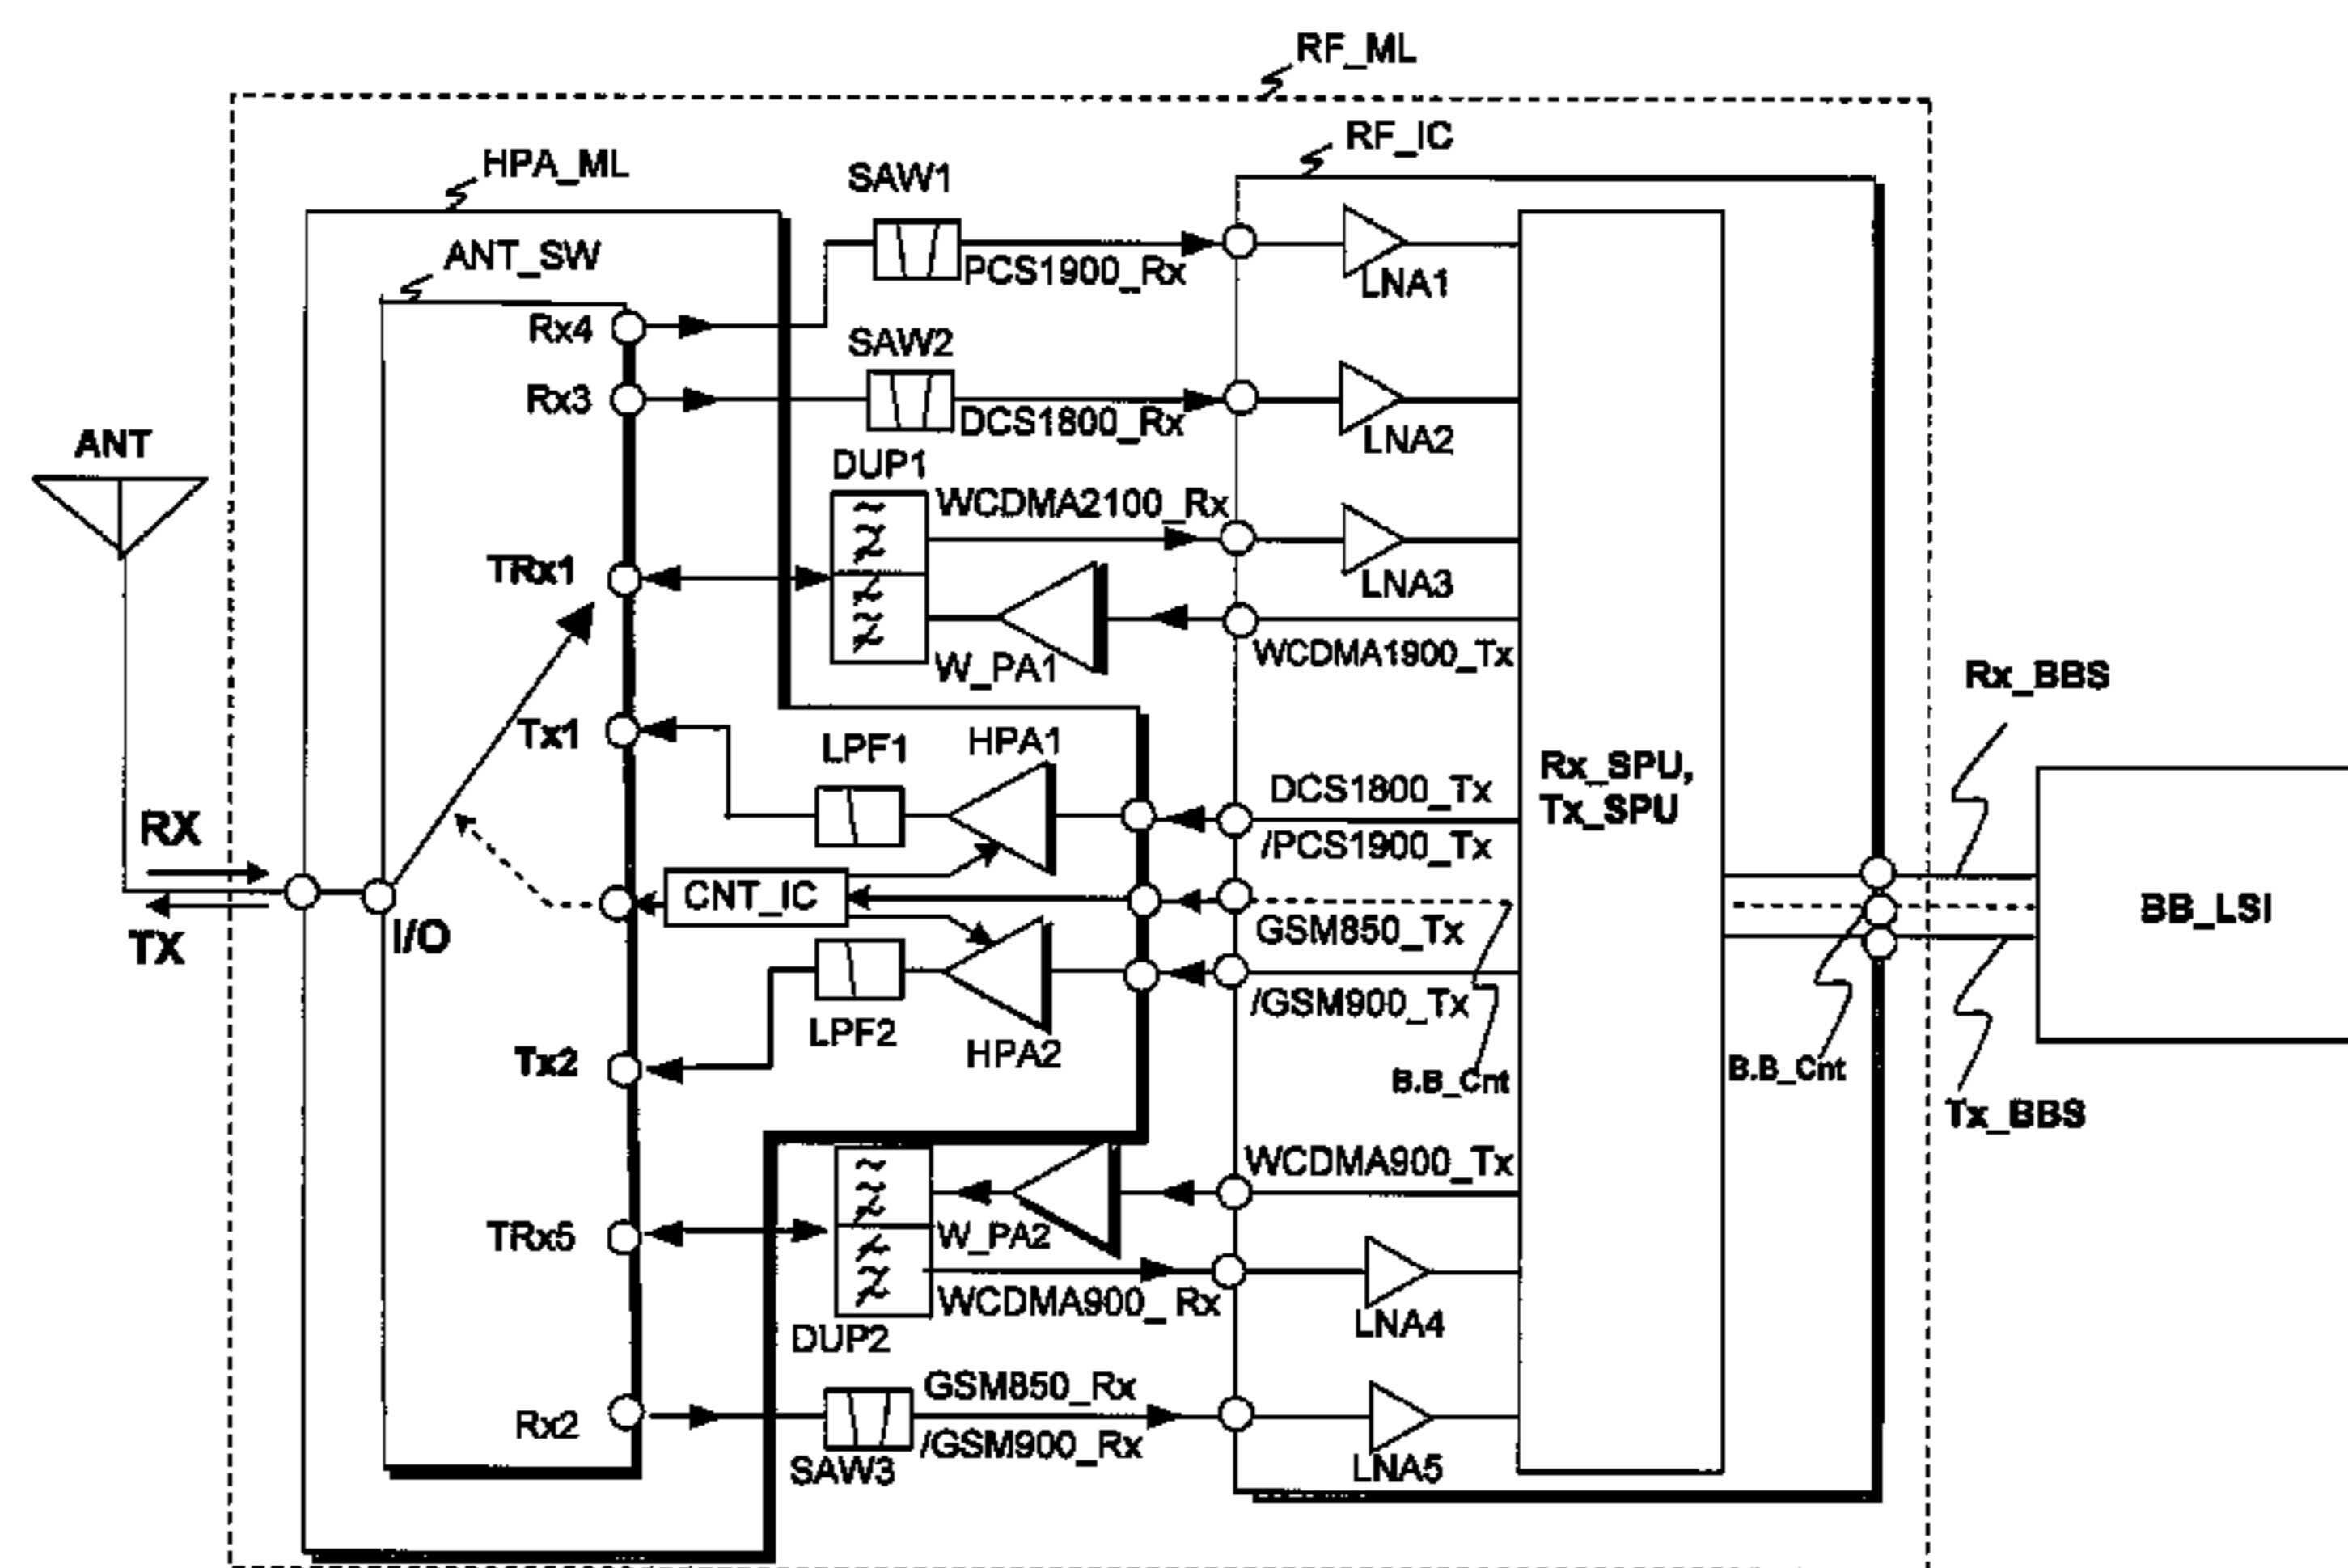 RF_ML
RF_IC
HPA_ML
SAW1
ANT_SW
PCS1900_Rx
LNA1
Rx4
SAW2
Rx3
DCS1800_Rx
LNA2
ANT
DUP1
WCDMA2100_Rx
TRx1
LNA3
W_PA1
WCDMA1900_Tx
Rx_BBS
Tx1
LPF1
HPA1
DCS1800_Tx
/PCS1900_Tx
Rx_SPU,
Tx_SPU
RX
CNT_IC
TX
I/O
GSM850_Tx
/GSM900_Tx
BB_LSI
LPF2
HPA2
Tx2
B.B_Cnt
B.B_Cnt
Tx_BBS
WCDMA900_Tx
TRx5
W_PA2
WCDMA900_ Rx
DUP2
LNA4
GSM850_Rx
/GSM900_Rx
Rx2
SAW3
LNA5